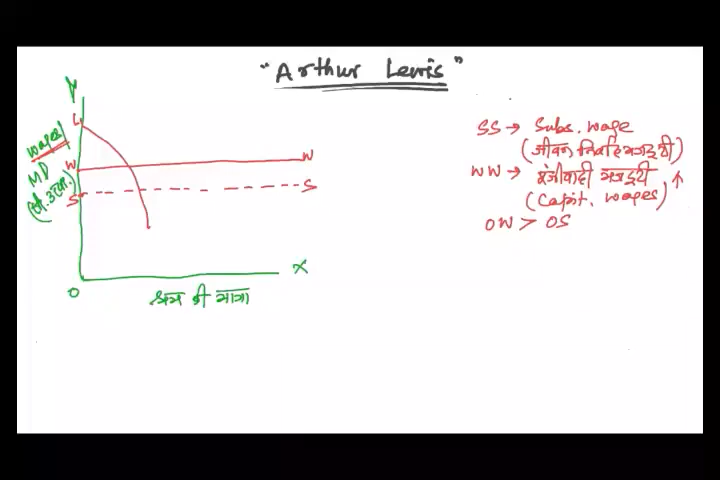 "Arthur Lewis"
Y
L
wages/
MP
W
W
S
S
O
X
श्रम की मात्रा
SS → Subs. wage
(जीवन निर्वाह मजदूरी)
WW → पूंजीवादी मजदूरी ↑
(Capit. wages)
OW > OS